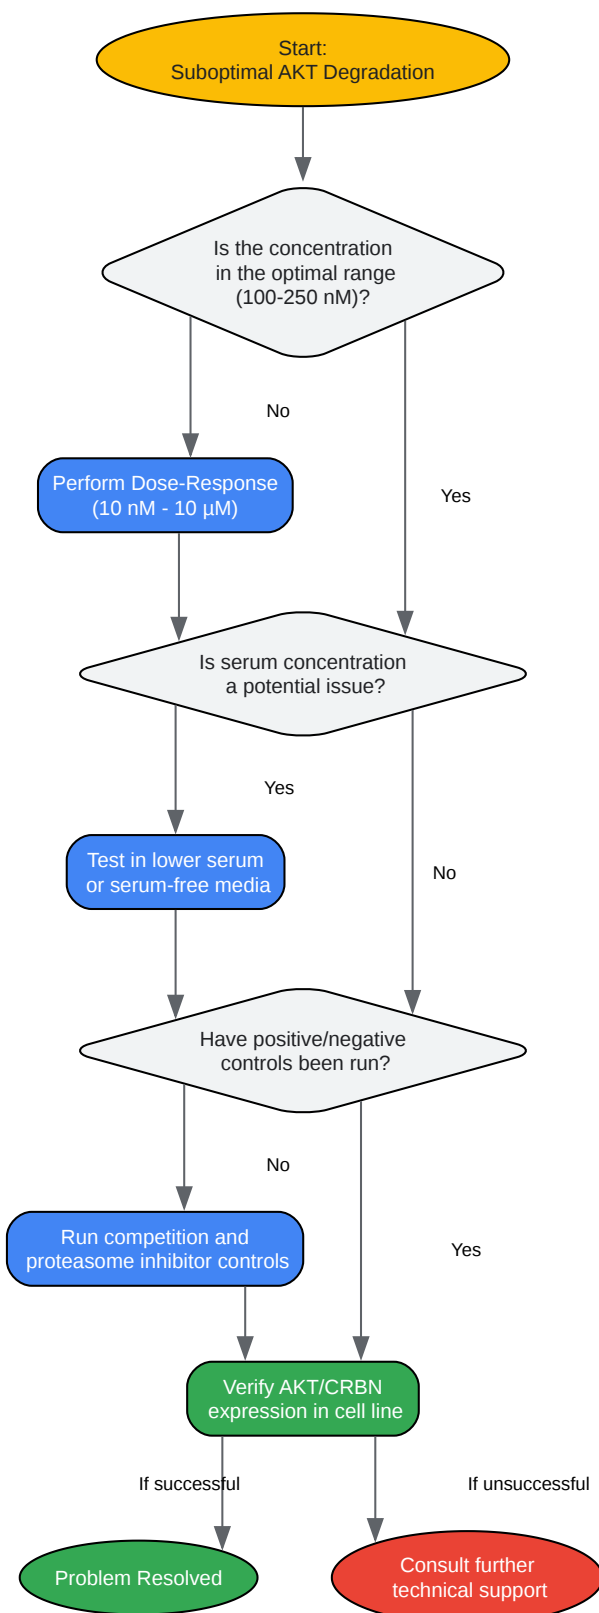 Start:
Suboptimal AKT Degradation
Is the concentration
in the optimal range
(100-250 nM)?
No
Perform Dose-Response
(10 nM - 10 µM)
Yes
Is serum concentration
a potential issue?
Yes
Test in lower serum
or serum-free media
No
Have positive/negative
controls been run?
No
Run competition and
proteasome inhibitor controls
Yes
Verify AKT/CRBN
expression in cell line
If successful
If unsuccessful
Problem Resolved
Consult further
technical support